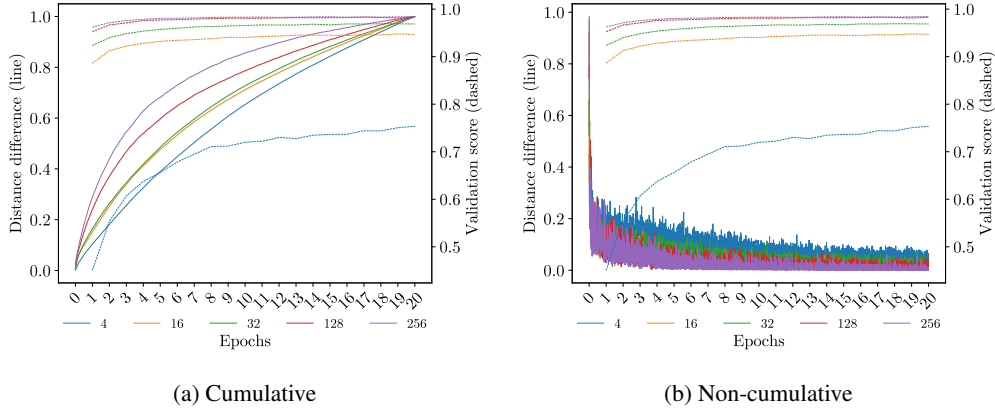 Distance difference (line)
1.0
0.8
0.6
0.4
0.2
0.0
0 1 2 3 4 5 6 7 8 9 10 11 12 13 14 15 16 17 18 19 20
1.0
0.9
0.8
0.7
0.6
0.5
Validation score (dashed)
4 16 32 128 256
Epochs
(a) Cumulative
Distance difference (line)
1.0
0.8
0.6
0.4
0.2
0.0
0 1 2 3 4 5 6 7 8 9 10 11 12 13 14 15 16 17 18 19 20
1.0
0.9
0.8
0.7
0.6
0.5
Validation score (dashed)
4 16 32 128 256
Epochs
(b) Non-cumulative